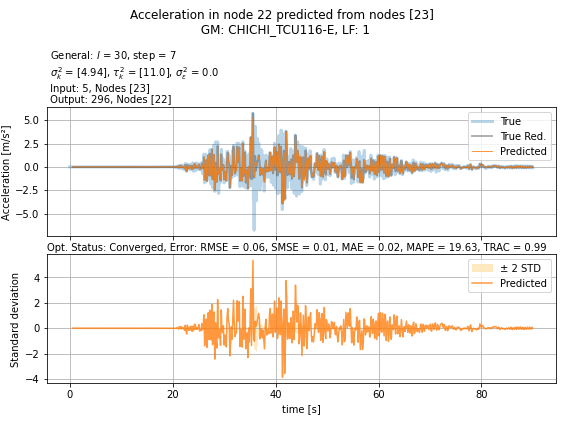 Acceleration in node 22 predicted from nodes [23]
GM: CHICHI_TCU116-E, LF: 1
General: l = 30, step = 7
σ²ₖ = [4.94], τ²ₖ = [11.0], σ²ε = 0.0
Input: 5, Nodes [23]
Output: 296, Nodes [22]
Acceleration [m/s²]
5.0
2.5
0.0
−2.5
−5.0
True
True Red.
Predicted
Opt. Status: Converged, Error: RMSE = 0.06, SMSE = 0.01, MAE = 0.02, MAPE = 19.63, TRAC = 0.99
Standard deviation
4
2
0
−2
−4
± 2 STD
Predicted
0
20
40
60
80
time [s]